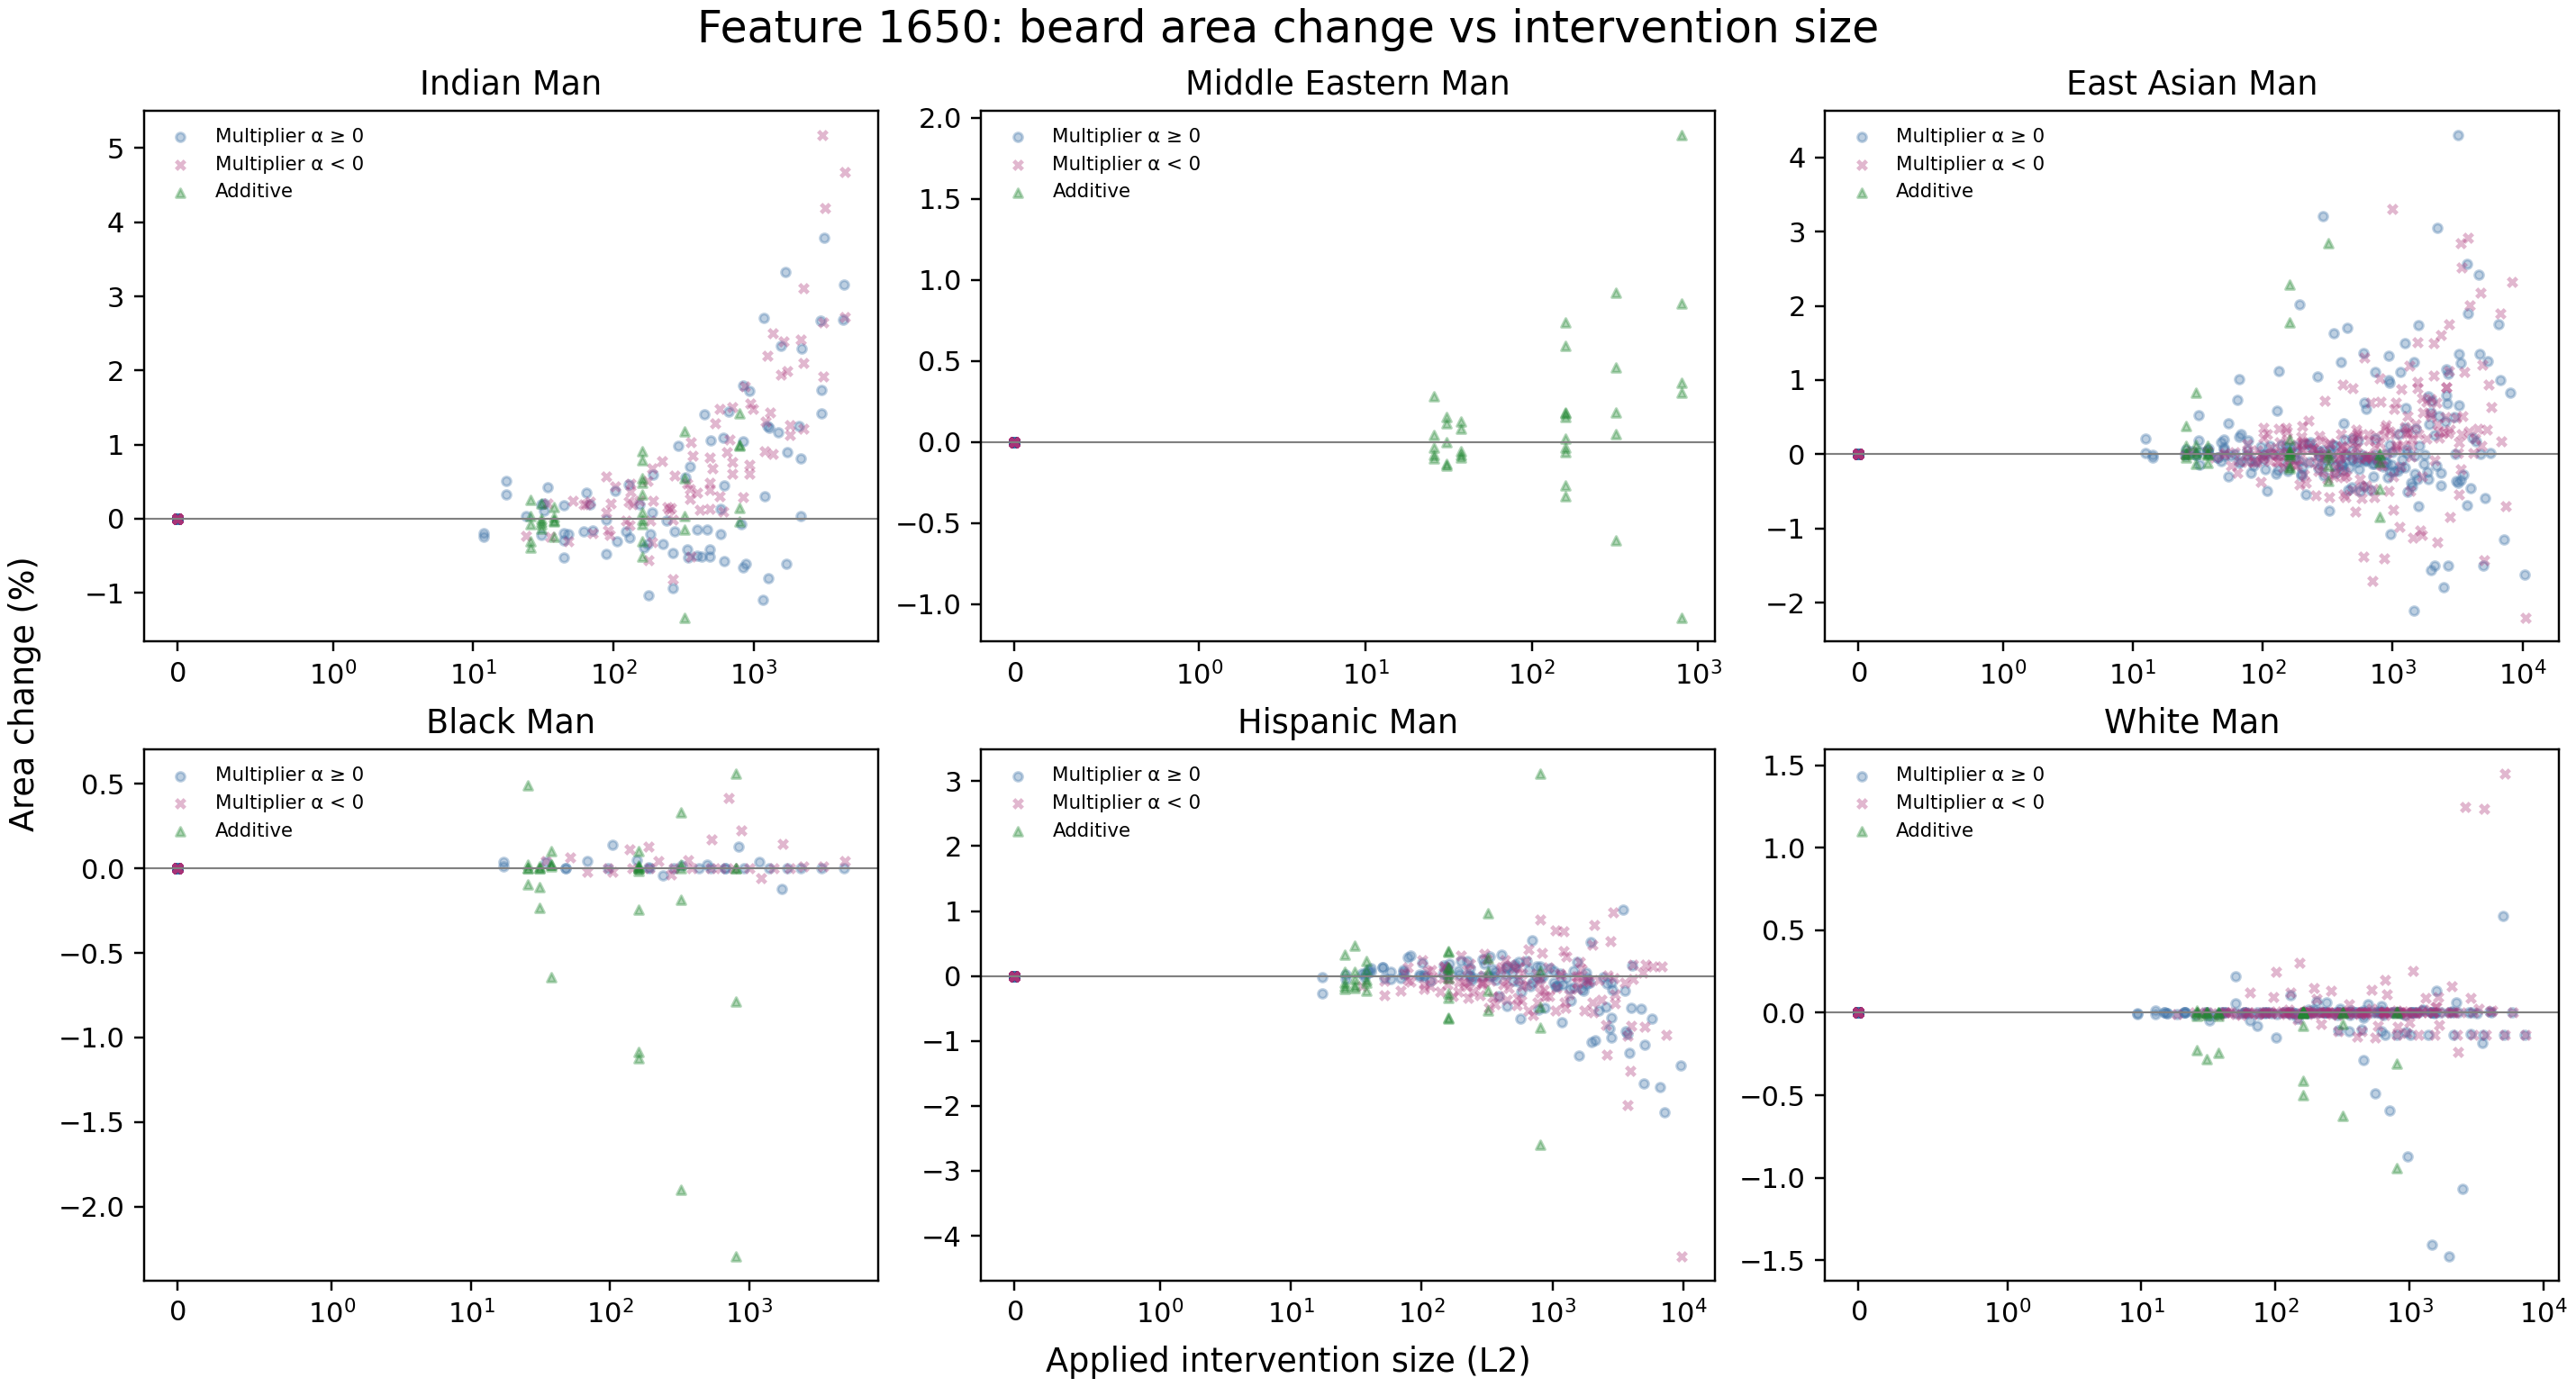 Feature 1650: beard area change vs intervention size
Indian Man
Multiplier α ≥ 0
Multiplier α < 0
Additive
5
4
3
2
1
0
−1
0
10⁰
10¹
10²
10³
Middle Eastern Man
Multiplier α ≥ 0
Multiplier α < 0
Additive
2.0
1.5
1.0
0.5
0.0
−0.5
−1.0
0
10⁰
10¹
10²
10³
East Asian Man
Multiplier α ≥ 0
Multiplier α < 0
Additive
4
3
2
1
0
−1
−2
0
10⁰
10¹
10²
10³
10⁴
Area change (%)
Black Man
Multiplier α ≥ 0
Multiplier α < 0
Additive
0.5
0.0
−0.5
−1.0
−1.5
−2.0
0
10⁰
10¹
10²
10³
Hispanic Man
Multiplier α ≥ 0
Multiplier α < 0
Additive
3
2
1
0
−1
−2
−3
−4
0
10⁰
10¹
10²
10³
10⁴
White Man
Multiplier α ≥ 0
Multiplier α < 0
Additive
1.5
1.0
0.5
0.0
−0.5
−1.0
−1.5
0
10⁰
10¹
10²
10³
10⁴
Applied intervention size (L2)